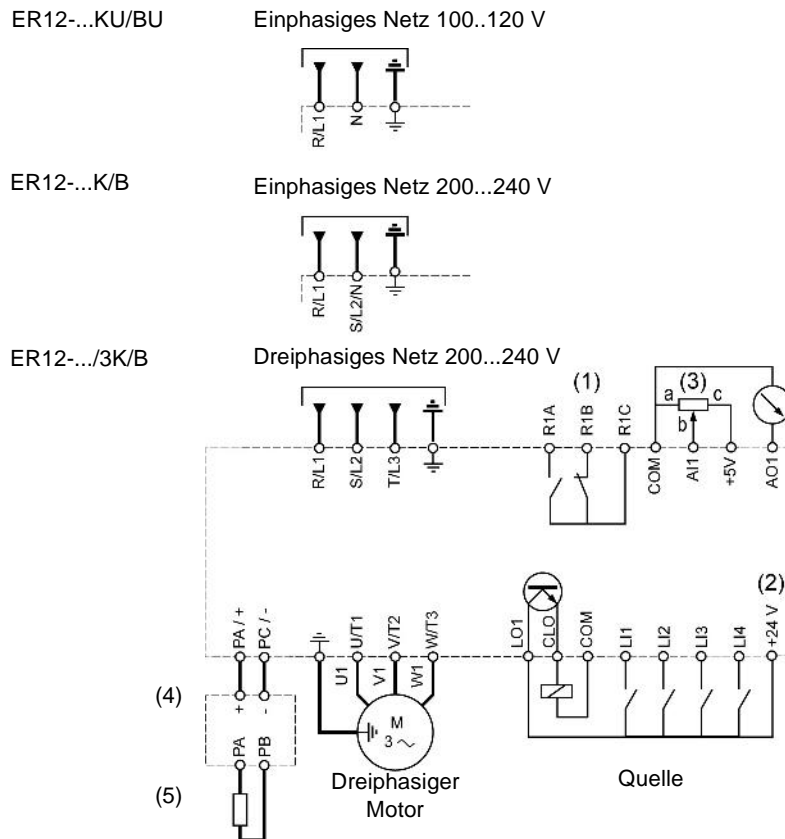 ER12-...KU/BU
Einphasiges Netz 100..120 V
R/L1
N
ER12-...K/B
Einphasiges Netz 200...240 V
R/L1
S/L2/N
ER12-.../3K/B
Dreiphasiges Netz 200...240 V
(1)
(3)
a
c
b
R/L1
S/L2
T/L3
R1A
R1B
R1C
COM
AI1
+5V
AO1
(2)
PA / +
PC / -
U/T1
V/T2
W/T3
LO1
CLO
COM
LI1
LI2
LI3
LI4
+24 V
U1
V1
W1
(4)
+
-
PA
PB
M
3 ~
(5)
Dreiphasiger
Motor
Quelle